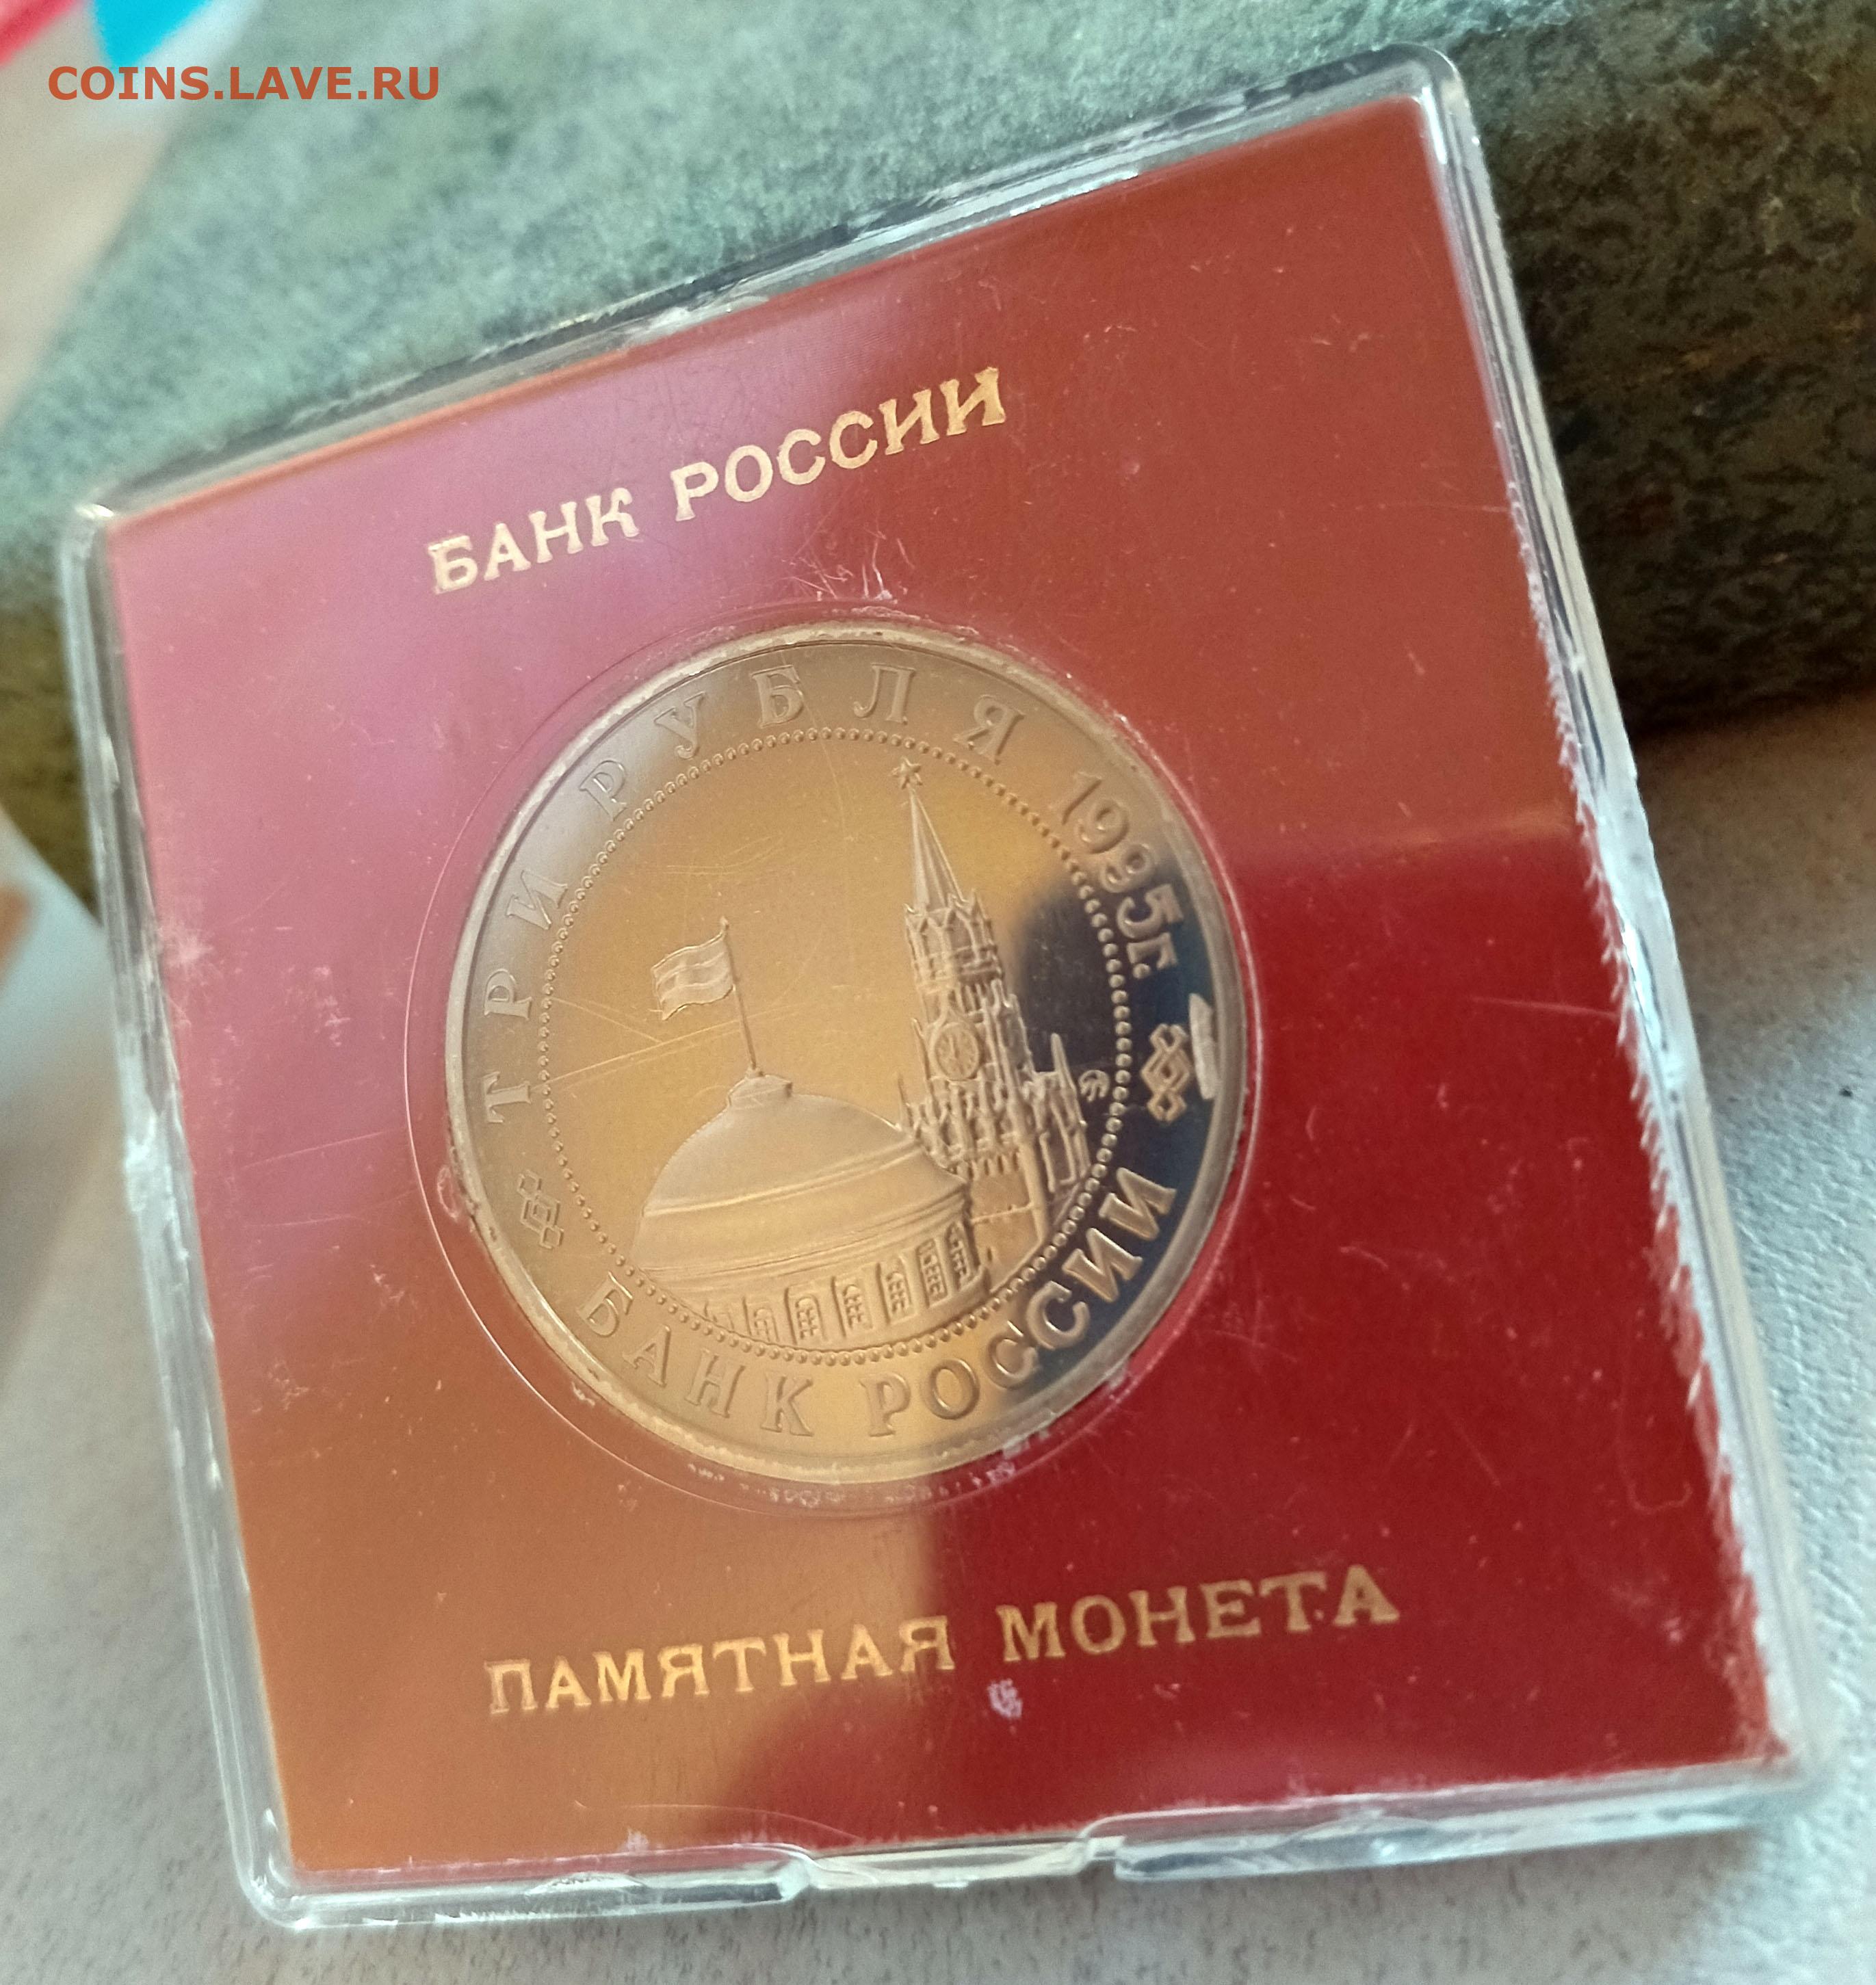 COINS.LAVE.RU
БАНК РОССИИ
ТРИ РУБЛЯ 1995г.
БАНК РОССИИ
ПАМЯТНАЯ МОНЕТА